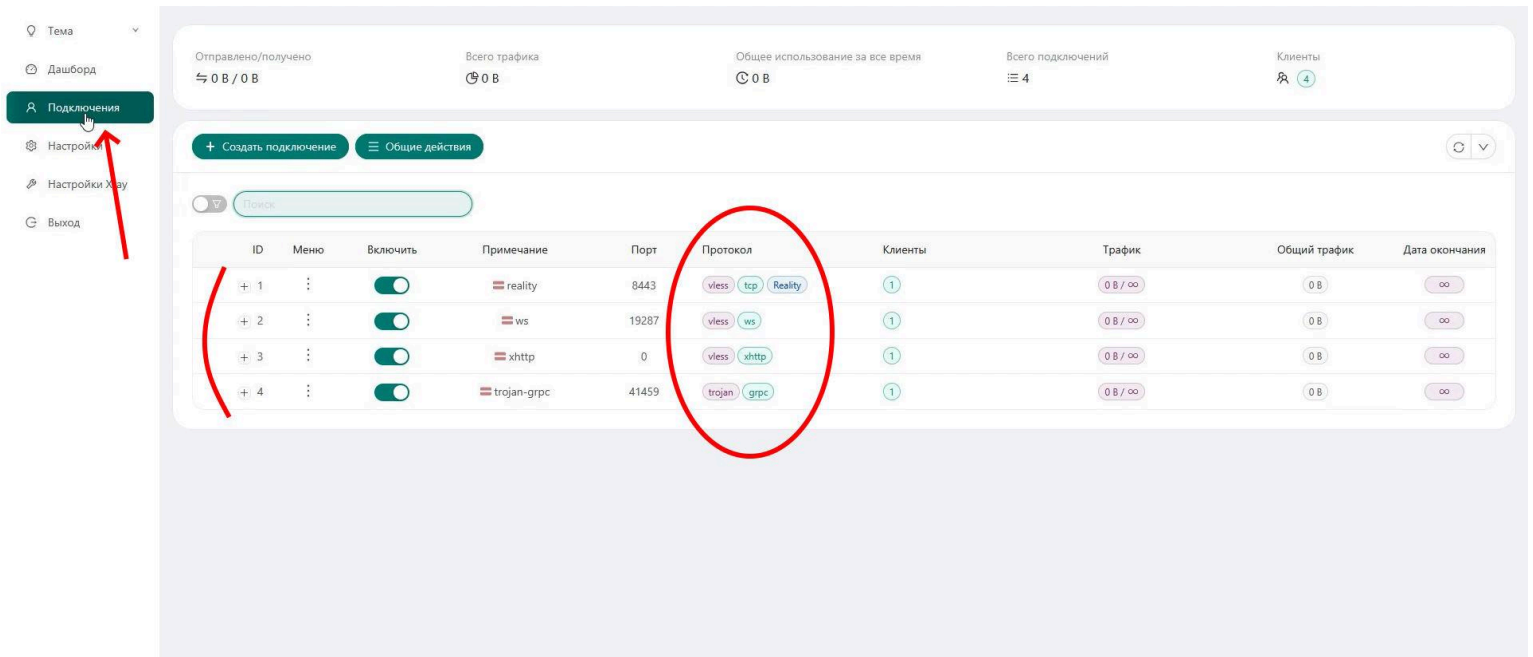 Тема
Дашборд
Подключения
Настройки
Настройки Xray
Выход
Отправлено/получено Всего трафика Общее использование за все время Всего подключений Клиенты
0 B / 0 B 0 B 0 B 4 4
+ Создать подключение Общие действия
Поиск
ID Меню Включить Примечание Порт Протокол Клиенты Трафик Общий трафик Дата окончания
+ 1 reality 8443 vless tcp Reality 1 0 B / ∞ 0 B ∞
+ 2 ws 19287 vless ws 1 0 B / ∞ 0 B ∞
+ 3 xhttp 0 vless xhttp 1 0 B / ∞ 0 B ∞
+ 4 trojan-grpc 41459 trojan grpc 1 0 B / ∞ 0 B ∞